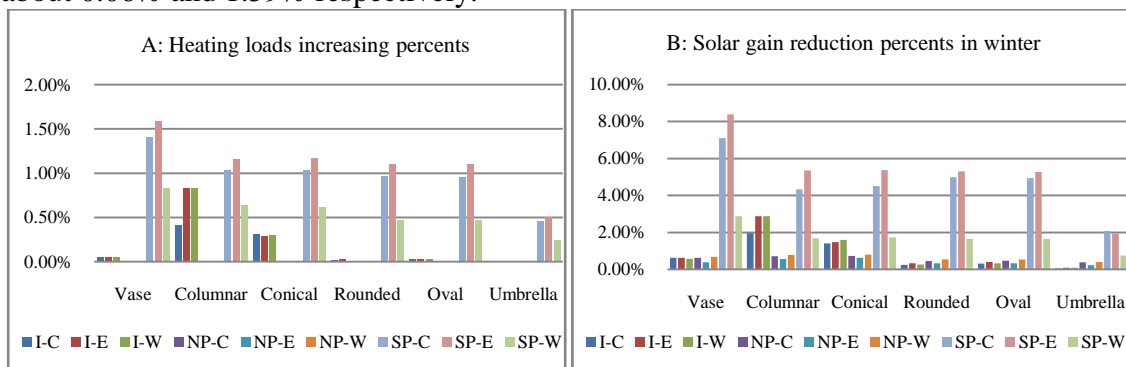 about and 1.59% respectively.
A: Heating loads increasing percents
2.00%
1.50%
1.00%
0.50%
0.00%
Vase Columnar Conical Rounded Oval Umbrella
I-C I-E I-W NP-C NP-E NP-W SP-C SP-E SP-W
B: Solar gain reduction percents in winter
10.00%
8.00%
6.00%
4.00%
2.00%
0.00%
Vase Columnar Conical Rounded Oval Umbrella
I-C I-E I-W NP-C NP-E NP-W SP-C SP-E SP-W